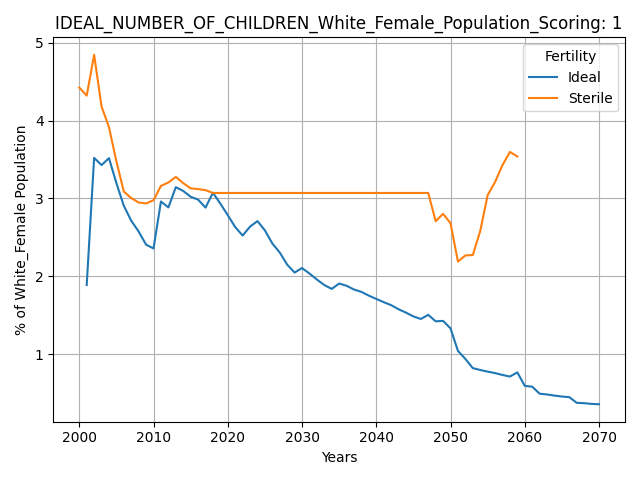 IDEAL_NUMBER_OF_CHILDREN_White_Female_Population_Scoring: 1
Fertility
Ideal
Sterile
% of White_Female Population
5
4
3
2
1
2000 2010 2020 2030 2040 2050 2060 2070
Years